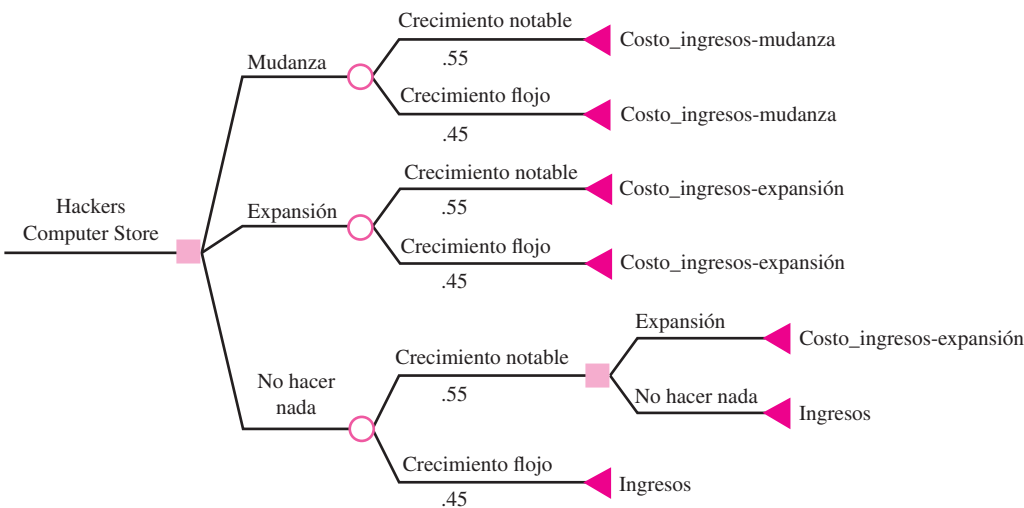 Crecimiento notable
.55
Costo_ingresos-mudanza
Mudanza
Crecimiento flojo
.45
Costo_ingresos-mudanza
Crecimiento notable
.55
Costo_ingresos-expansión
Hackers
Computer Store
Expansión
Crecimiento flojo
.45
Costo_ingresos-expansión
Expansión
Costo_ingresos-expansión
Crecimiento notable
.55
No hacer
nada
No hacer nada
Ingresos
Crecimiento flojo
.45
Ingresos